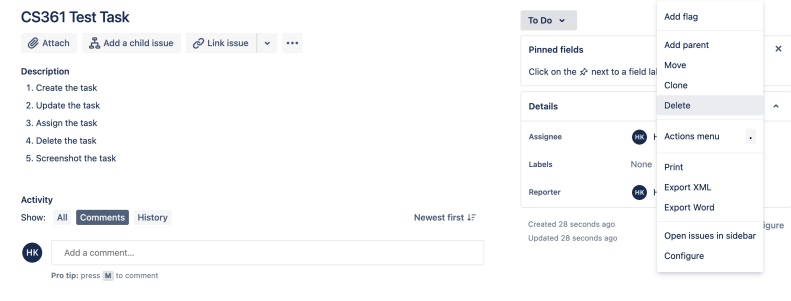 CS361 Test Task
Attach
Add a child issue
Link issue
Description
1. Create the task
2. Update the task
3. Assign the task
4. Delete the task
5. Screenshot the task
Activity
Show: All Comments History
Newest first
HK
Add a comment...
Pro tip: press M to comment
To Do
Pinned fields
Click on the next to a field
Details
Assignee
HK
Labels
None
Reporter
HK
Created 28 seconds ago
Updated 28 seconds ago
Add flag
Add parent
Move
Clone
Delete
Actions menu .
Print
Export XML
Export Word
Open issues in sidebar
Configure